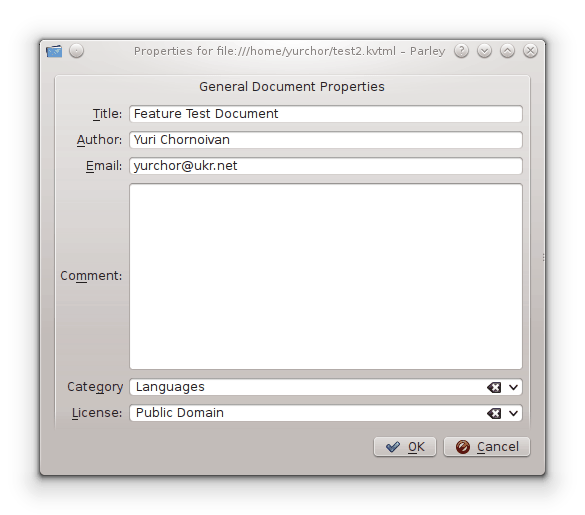 Properties for file:///home/yurchor/test2.kvtml – Parley
General Document Properties
Title: Feature Test Document
Author: Yuri Chornoivan
Email: yurchor@ukr.net
Comment:
Category Languages
License: Public Domain
OK Cancel